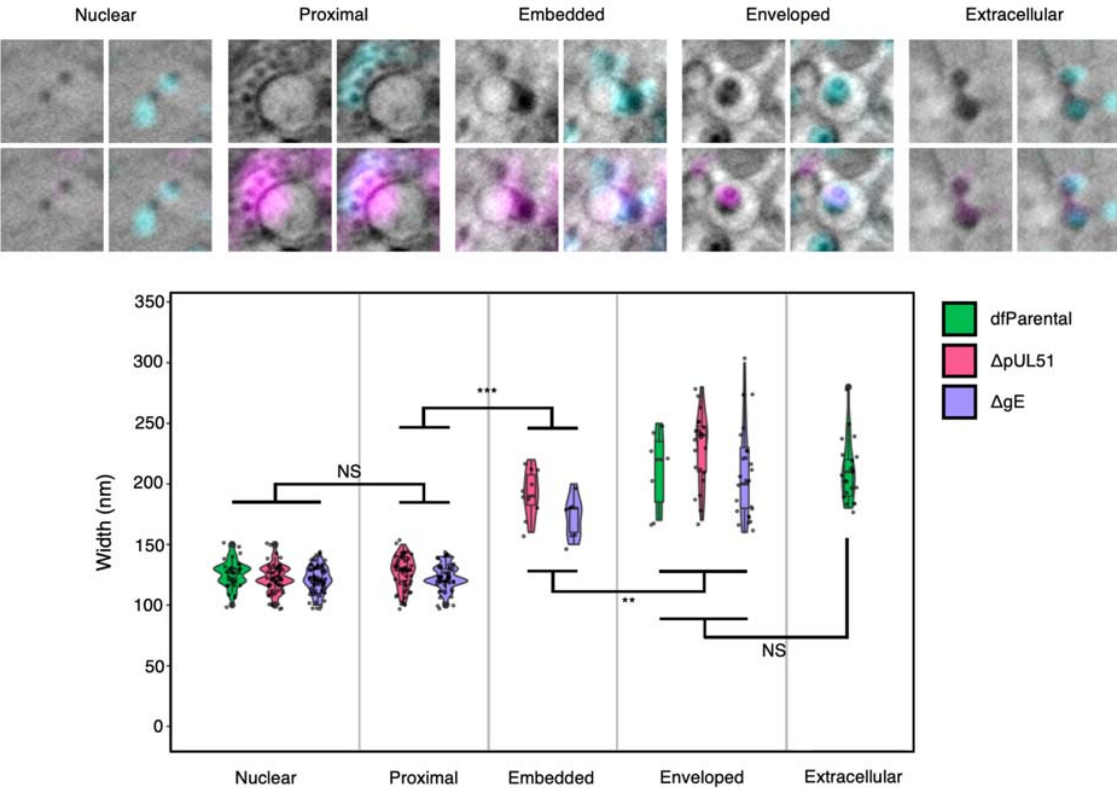 Nuclear Proximal Embedded Enveloped Extracellular
350
300
250
200
150
100
50
0
Width (nm)
NS
***
**
NS
dfParental
ΔpUL51
ΔgE
Nuclear Proximal Embedded Enveloped Extracellular